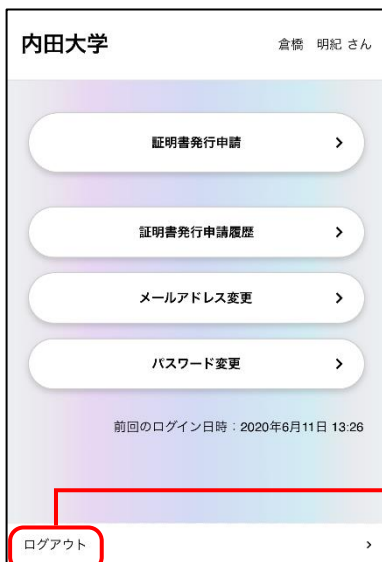 内田大学
倉橋 明紀 さん
証明書発行申請
証明書発行申請履歴
メールアドレス変更
パスワード変更
前回のログイン日時：2020年6月11日 13:26
ログアウト